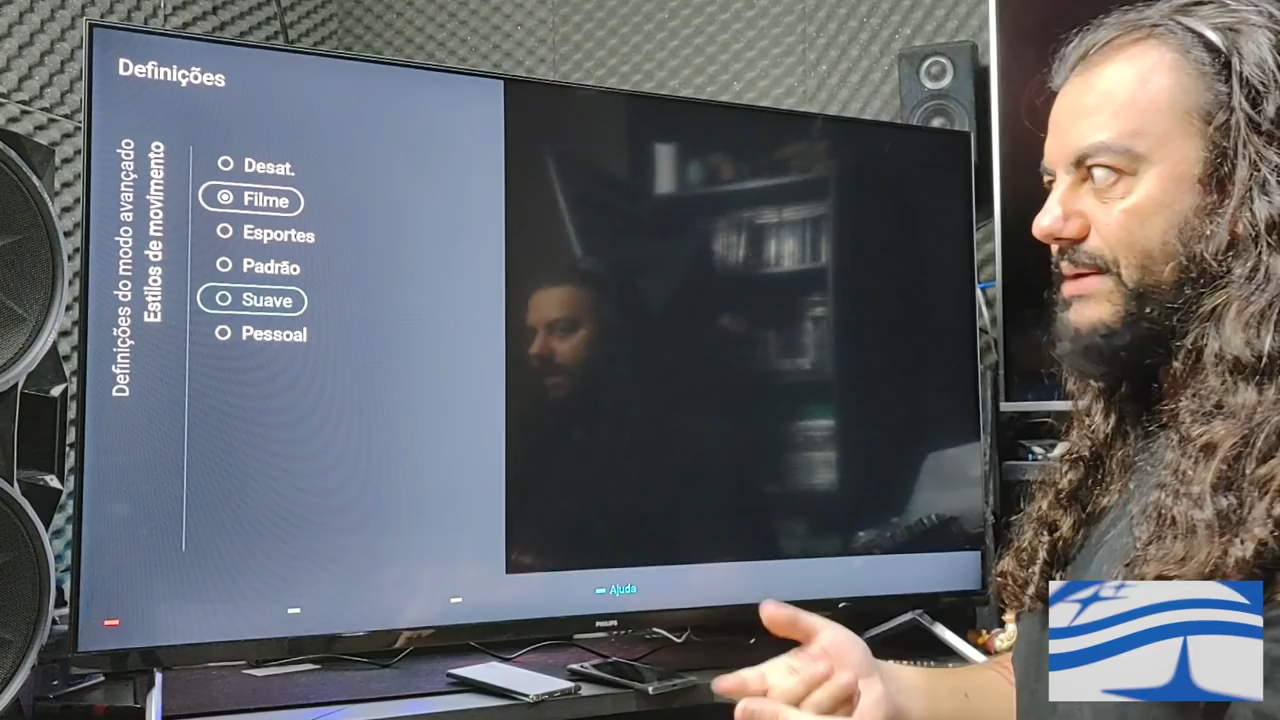 Definições
Definições do modo avançado
Estilos de movimento
Desat.
Filme
Esportes
Padrão
Suave
Pessoal
Ajuda
PHILIPS